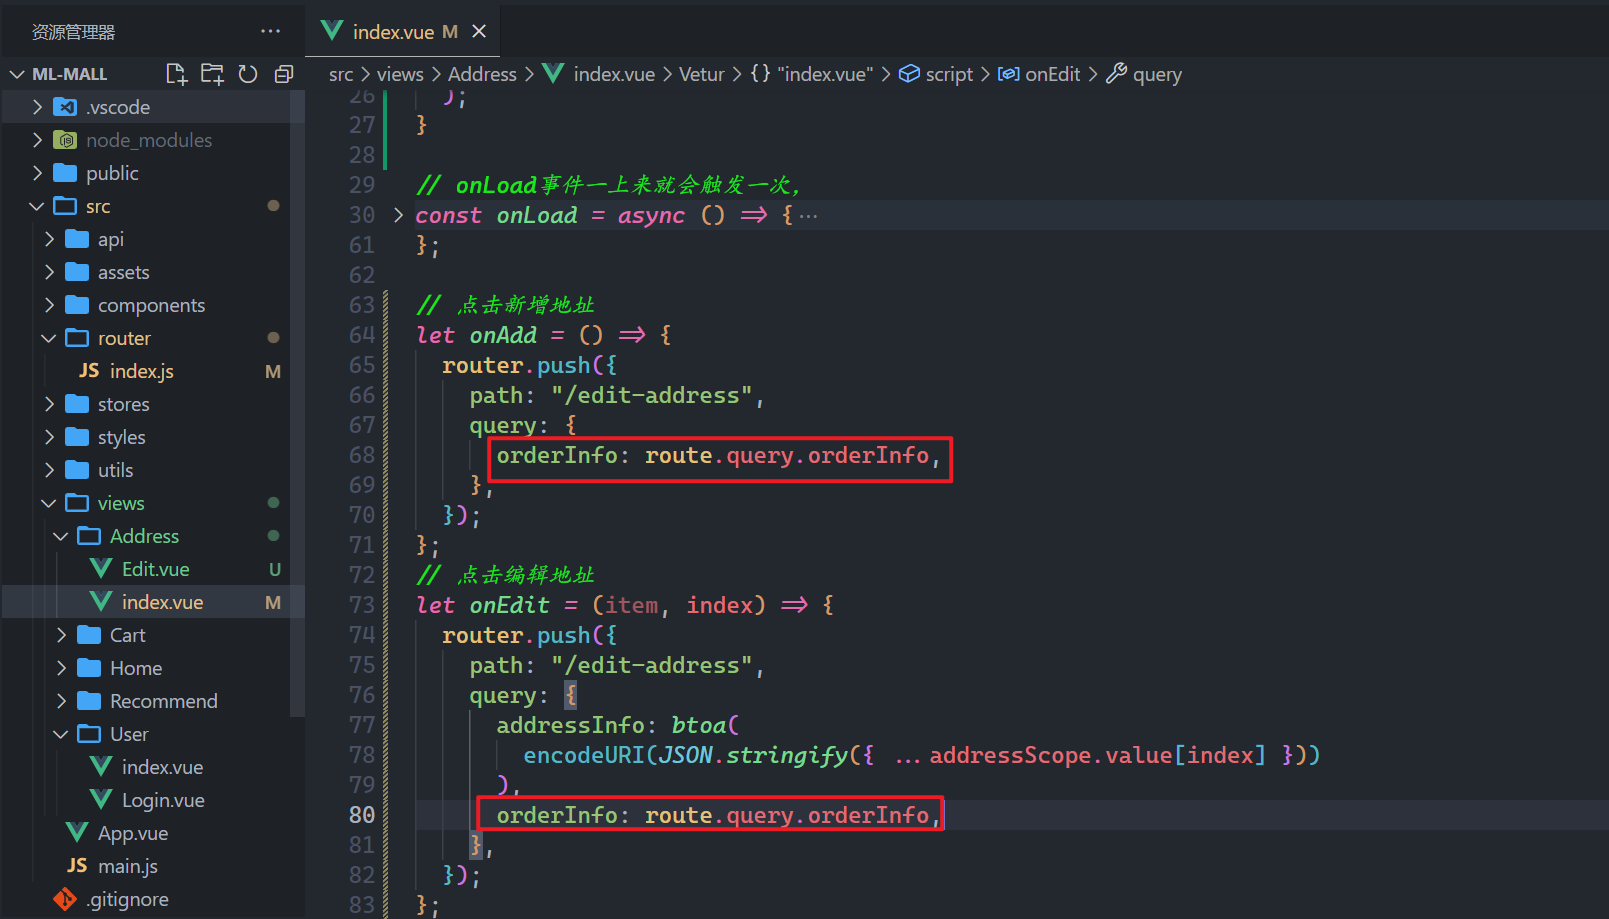 资源管理器 ···
index.vue M ×
ML-MALL
src > views > Address > index.vue > Vetur > {} "index.vue" > script > onEdit > query
.vscode
node_modules
public
src
api
assets
components
router
JS index.js M
stores
styles
utils
views
Address
Edit.vue U
index.vue M
Cart
Home
Recommend
User
index.vue
Login.vue
App.vue
JS main.js
.gitignore
26 );
27 }
28
29 // onLoad事件一上来就会触发一次,
30 const onLoad = async () => {···
61 };
62
63 // 点击新增地址
64 let onAdd = () => {
65 router.push({
66 path: "/edit-address",
67 query: {
68 orderInfo: route.query.orderInfo,
69 },
70 });
71 };
72 // 点击编辑地址
73 let onEdit = (item, index) => {
74 router.push({
75 path: "/edit-address",
76 query: {
77 addressInfo: btoa(
78 encodeURI(JSON.stringify({ ...addressScope.value[index] }))
79 ),
80 orderInfo: route.query.orderInfo,
81 },
82 });
83 };